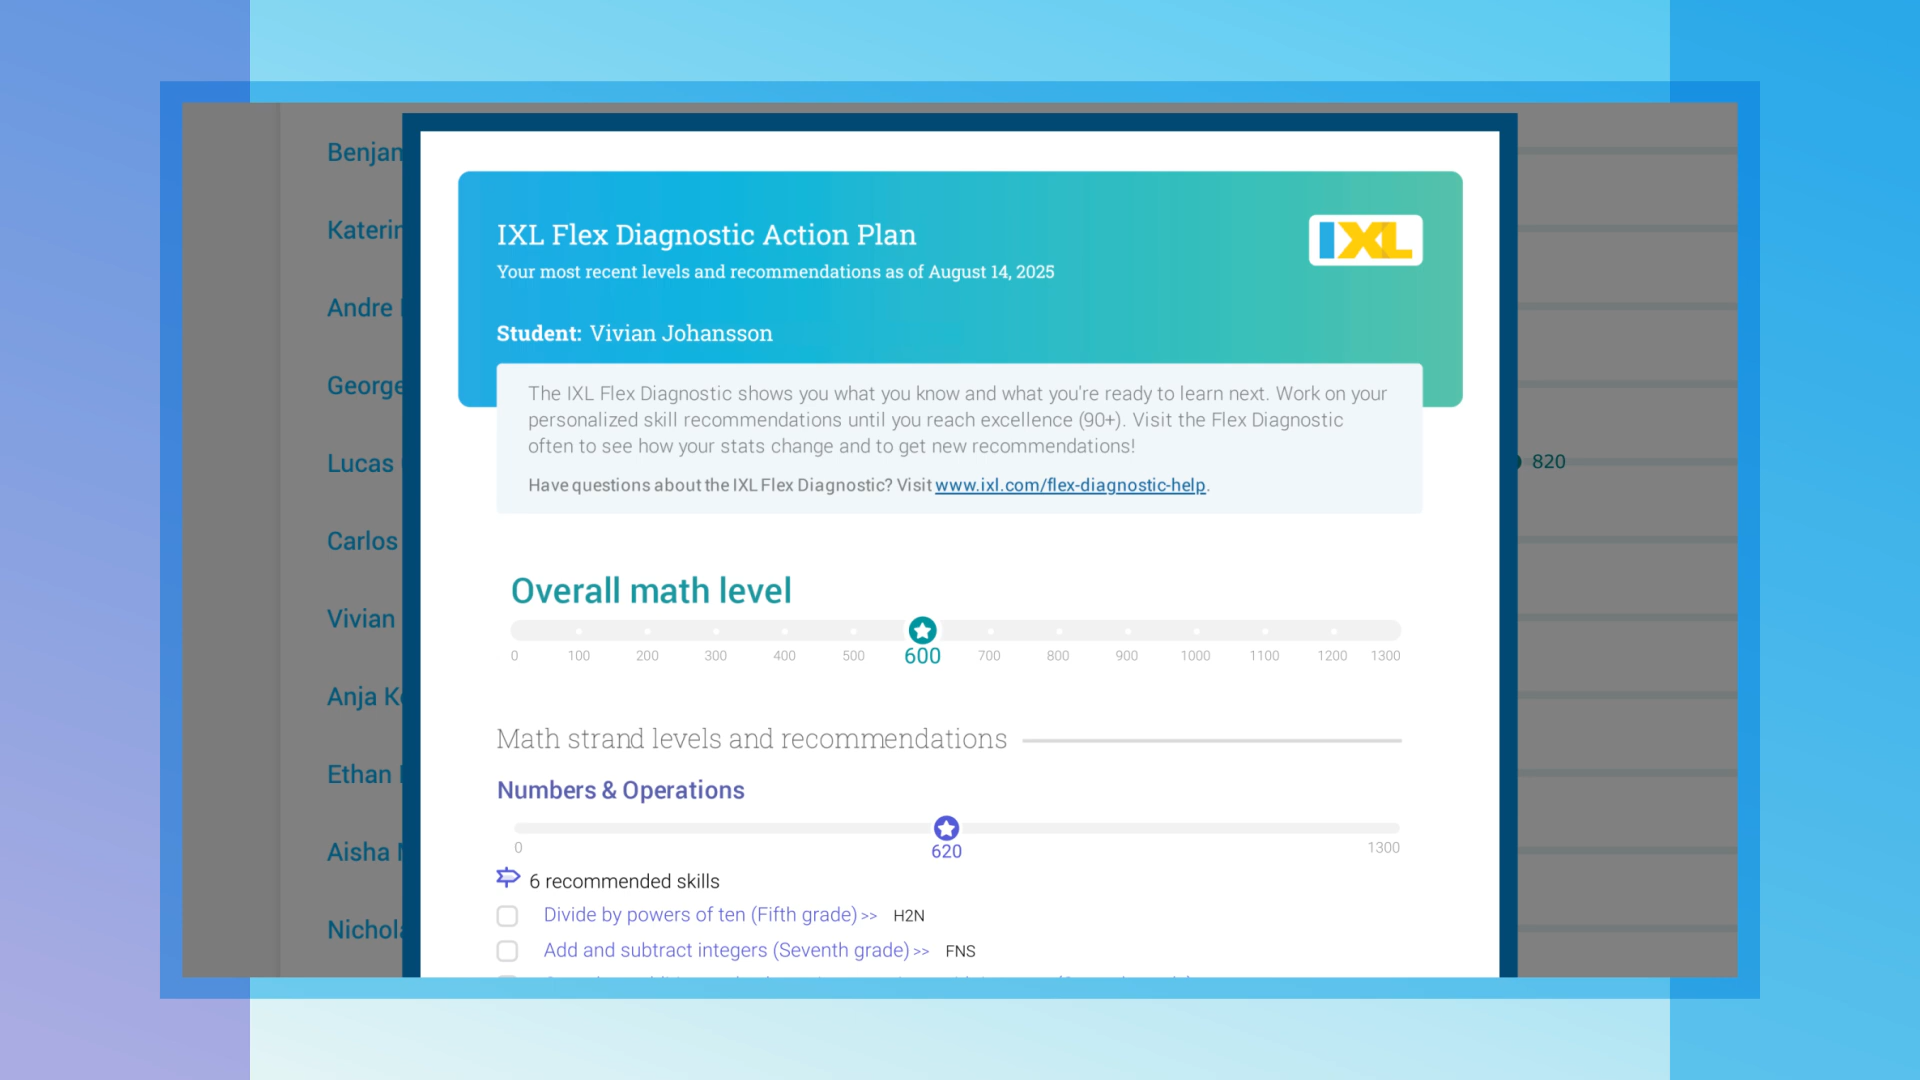 IXL Flex Diagnostic Action Plan
IXL
Your most recent levels and recommendations as of August 14, 2025
Student: Vivian Johansson
The IXL Flex Diagnostic shows you what you know and what you're ready to learn next. Work on your
personalized skill recommendations until you reach excellence (90+). Visit the Flex Diagnostic
often to see how your stats change and to get new recommendations!
Have questions about the IXL Flex Diagnostic? Visit www.ixl.com/flex-diagnostic-help.
Overall math level
0 100 200 300 400 500 600 700 800 900 1000 1100 1200 1300
Math strand levels and recommendations
Numbers & Operations
0 620 1300
6 recommended skills
Divide by powers of ten (Fifth grade) >> H2N
Add and subtract integers (Seventh grade) >> FNS
Andre
George
Lucas
820
Carlos
Vivian
Anja
Ethan
Aisha